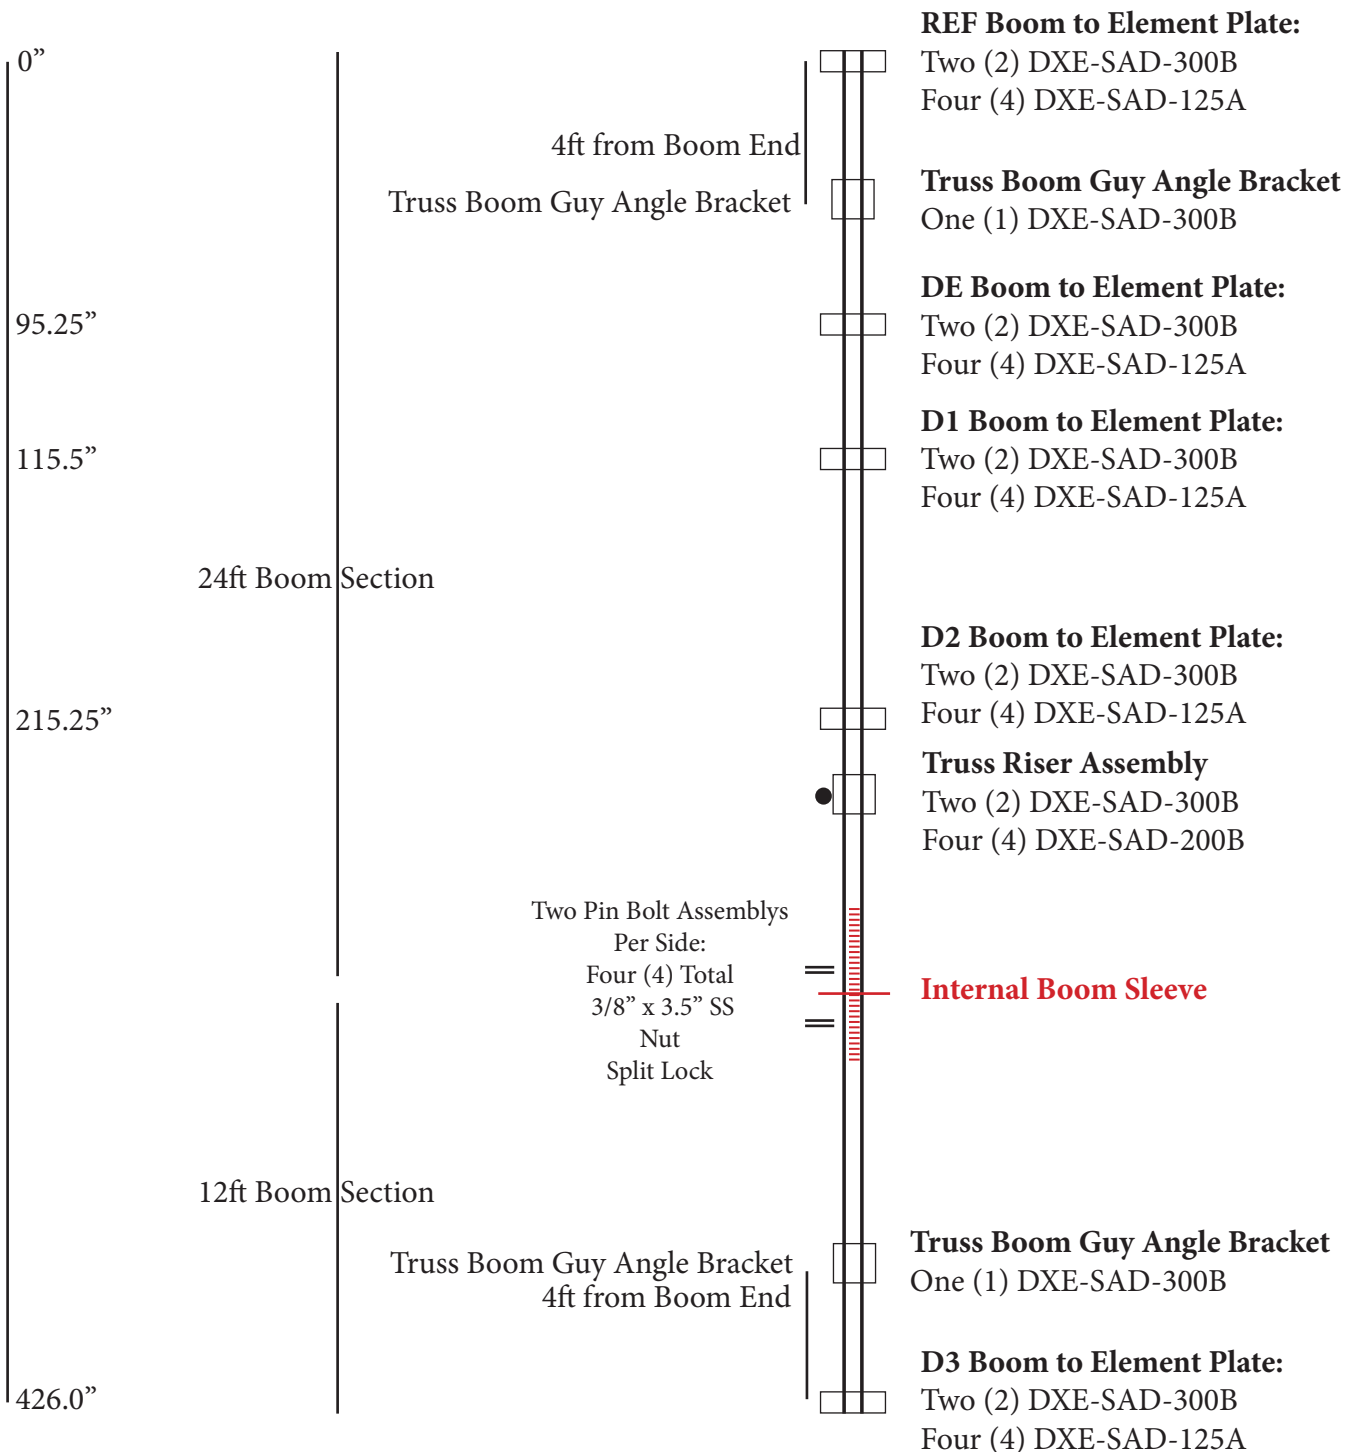 REF Boom to Element Plate:
0”
Two (2) DXE-SAD-300B
Four (4) DXE-SAD-125A
4ft from Boom End
Truss Boom Guy Angle Bracket
Truss Boom Guy Angle Bracket
One (1) DXE-SAD-300B
DE Boom to Element Plate:
95.25”
Two (2) DXE-SAD-300B
Four (4) DXE-SAD-125A
D1 Boom to Element Plate:
115.5”
Two (2) DXE-SAD-300B
Four (4) DXE-SAD-125A
24ft Boom Section
D2 Boom to Element Plate:
Two (2) DXE-SAD-300B
215.25”
Four (4) DXE-SAD-125A
Truss Riser Assembly
Two (2) DXE-SAD-300B
Four (4) DXE-SAD-200B
Two Pin Bolt Assemblys
Per Side:
Four (4) Total
3/8” x 3.5” SS
Nut
Split Lock
Internal Boom Sleeve
12ft Boom Section
Truss Boom Guy Angle Bracket
4ft from Boom End
Truss Boom Guy Angle Bracket
One (1) DXE-SAD-300B
D3 Boom to Element Plate:
426.0”
Two (2) DXE-SAD-300B
Four (4) DXE-SAD-125A